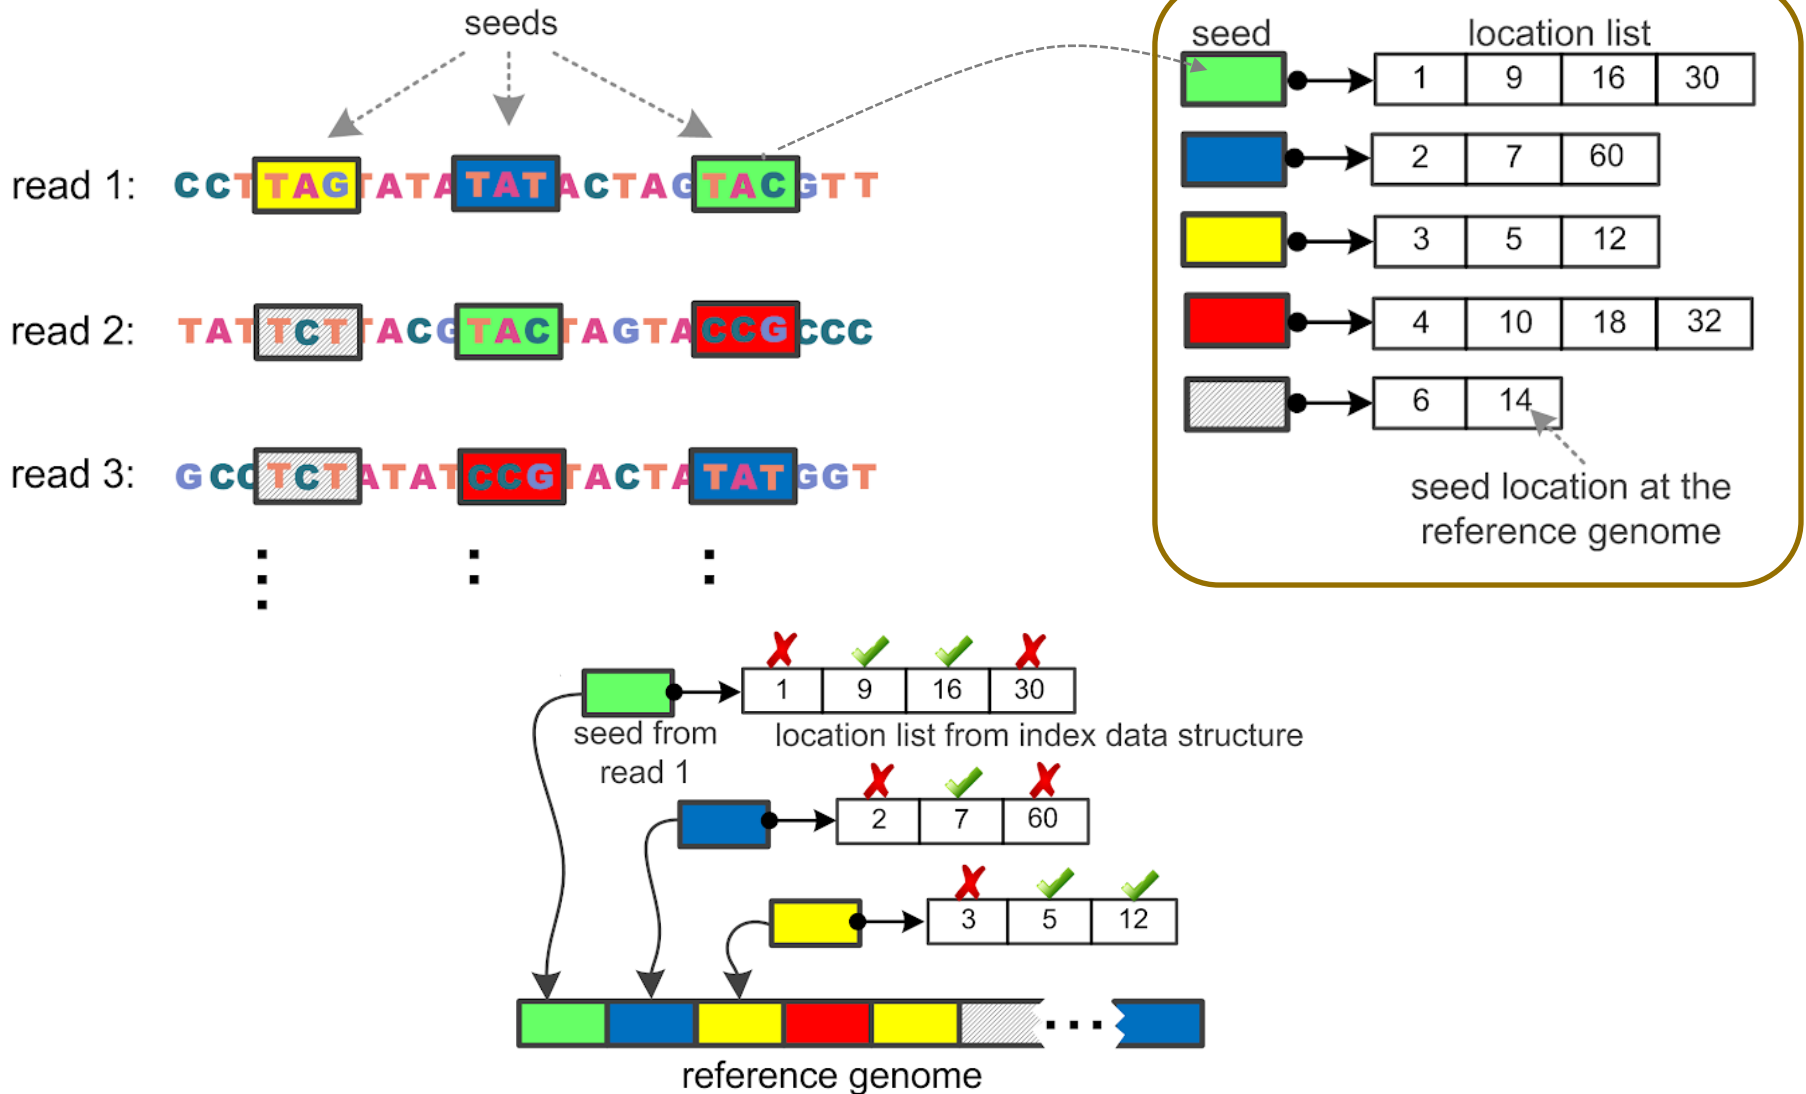 seeds
read 1: CCTTAGTATATATACTAGTACGTT
read 2: TATTCTTACGTACTAGTACCGCCC
read 3: GCCTCTATATCCGTACTATATGGT
seed location list
1 9 16 30
2 7 60
3 5 12
4 10 18 32
6 14
seed location at the
reference genome
1 9 16 30
seed from
read 1
location list from index data structure
2 7 60
3 5 12
reference genome